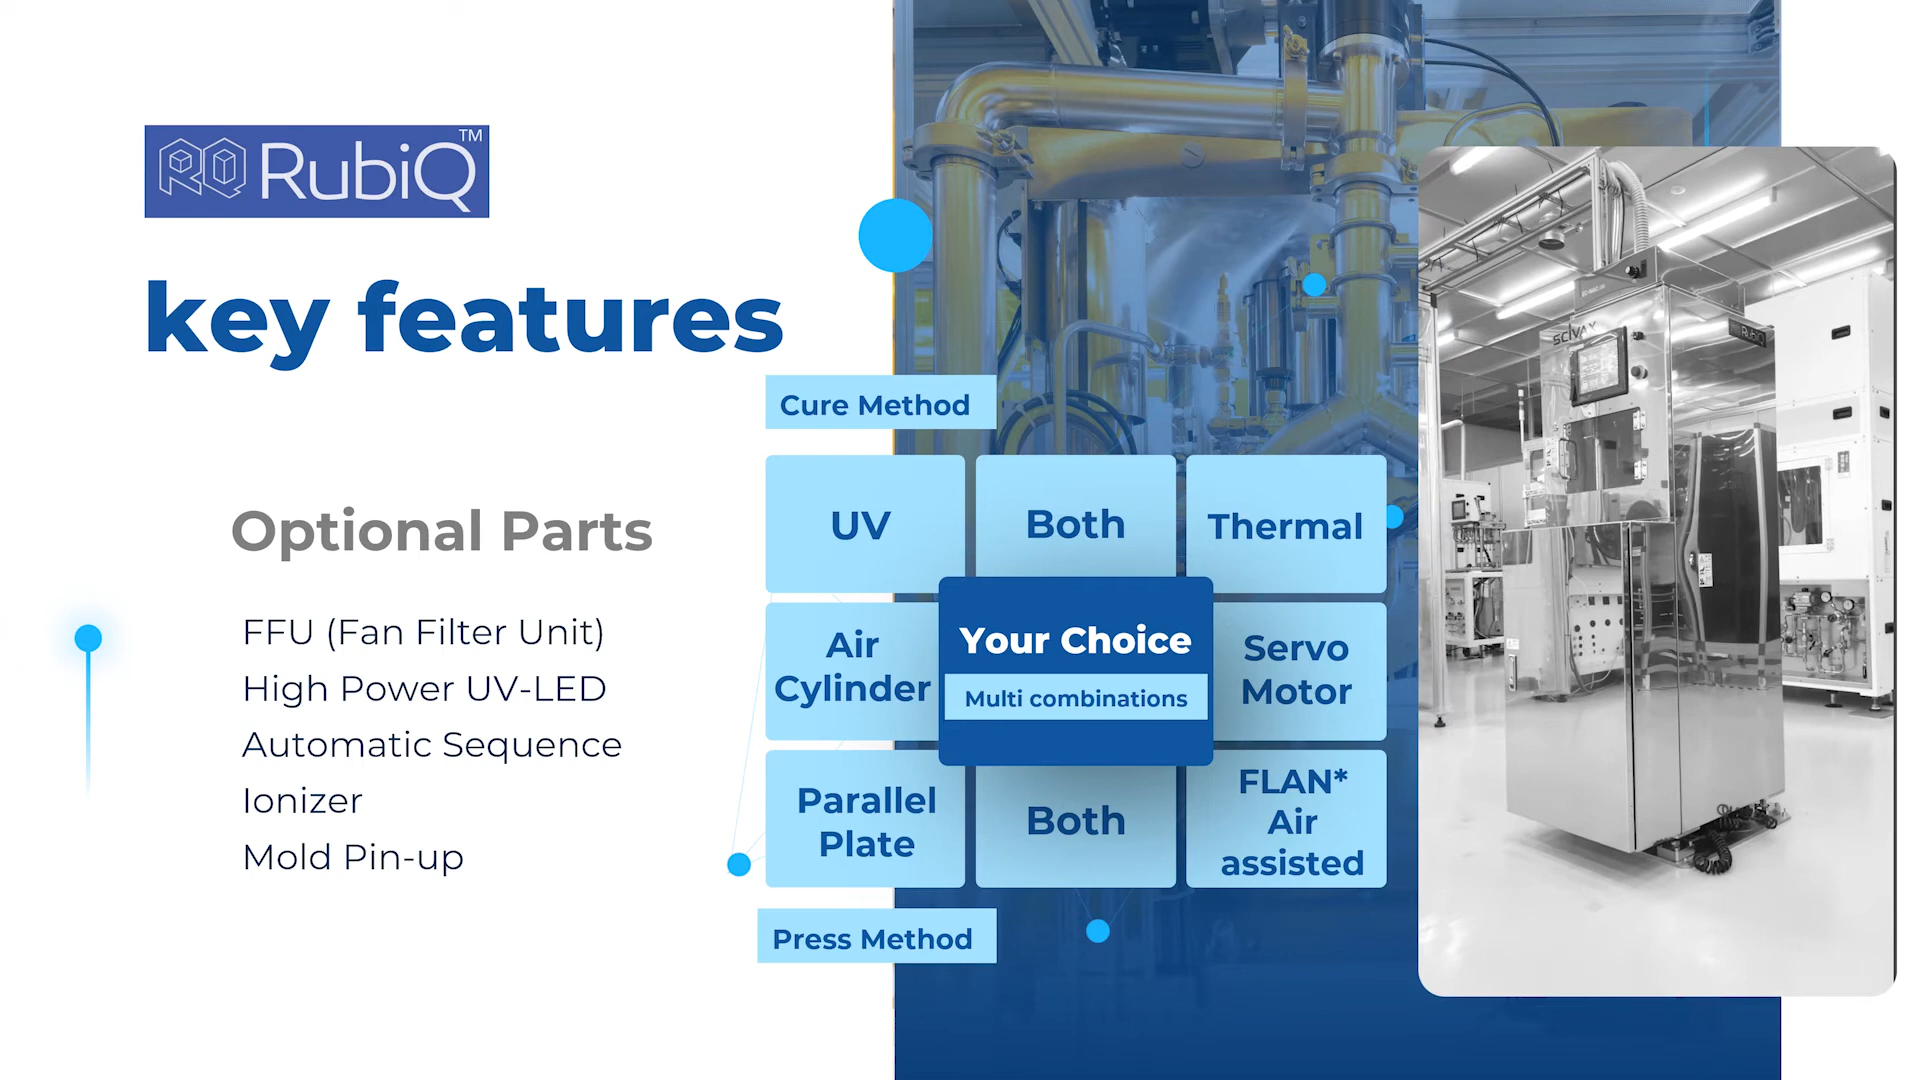 RubiQ™
key features
Optional Parts
FFU (Fan Filter Unit)
High Power UV-LED
Automatic Sequence
Ionizer
Mold Pin-up
Cure Method
UV
Both
Thermal
Air
Cylinder
Your Choice
Multi combinations
Servo
Motor
Parallel
Plate
Both
FLAN*
Air
assisted
Press Method
SCIVAX
RubiQ